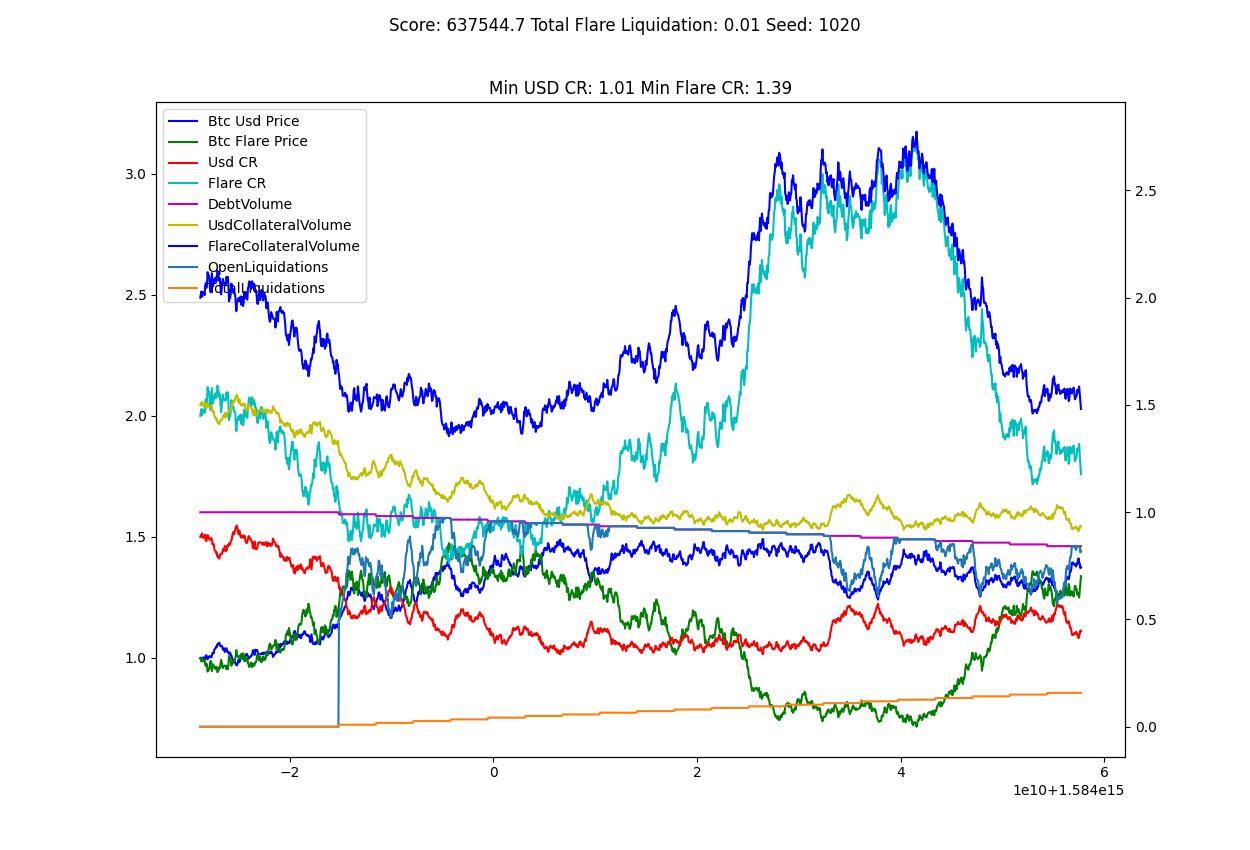 Score: 637544.7 Total Flare Liquidation: 0.01 Seed: 1020
Min USD CR: 1.01 Min Flare CR: 1.39
Btc Usd Price
Btc Flare Price
Usd CR
Flare CR
DebtVolume
UsdCollateralVolume
FlareCollateralVolume
OpenLiquidations
TotalLiquidations
3.0
2.5
2.0
1.5
1.0
2.5
2.0
1.5
1.0
0.5
0.0
−2 0 2 4 6
1e10+1.584e15